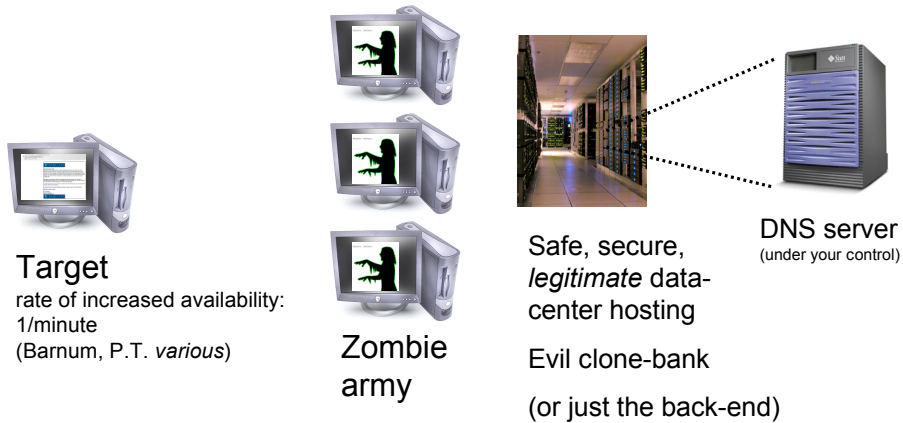 Target
rate of increased availability:
1/minute
(Barnum, P.T. various)
Zombie
army
Safe, secure,
legitimate data-
center hosting
Evil clone-bank
(or just the back-end)
DNS server
(under your control)
Sun